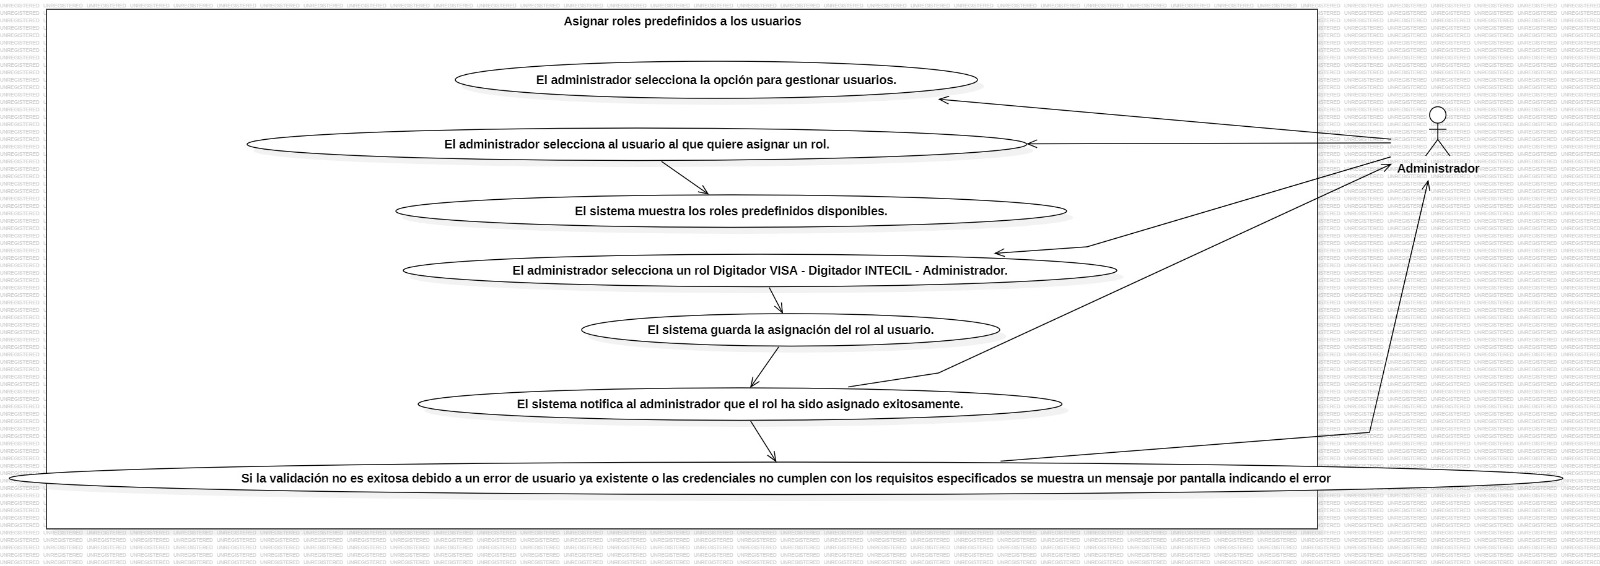 Asignar roles predefinidos a los usuarios
El administrador selecciona la opción para gestionar usuarios.
El administrador selecciona al usuario al que quiere asignar un rol.
Administrador
El sistema muestra los roles predefinidos disponibles.
El administrador selecciona un rol Digitador VISA - Digitador INTECIL - Administrador.
El sistema guarda la asignación del rol al usuario.
El sistema notifica al administrador que el rol ha sido asignado exitosamente.
Si la validación no es exitosa debido a un error de usuario ya existente o las credenciales no cumplen con los requisitos especificados se muestra un mensaje por pantalla indicando el error
UNREGISTERED